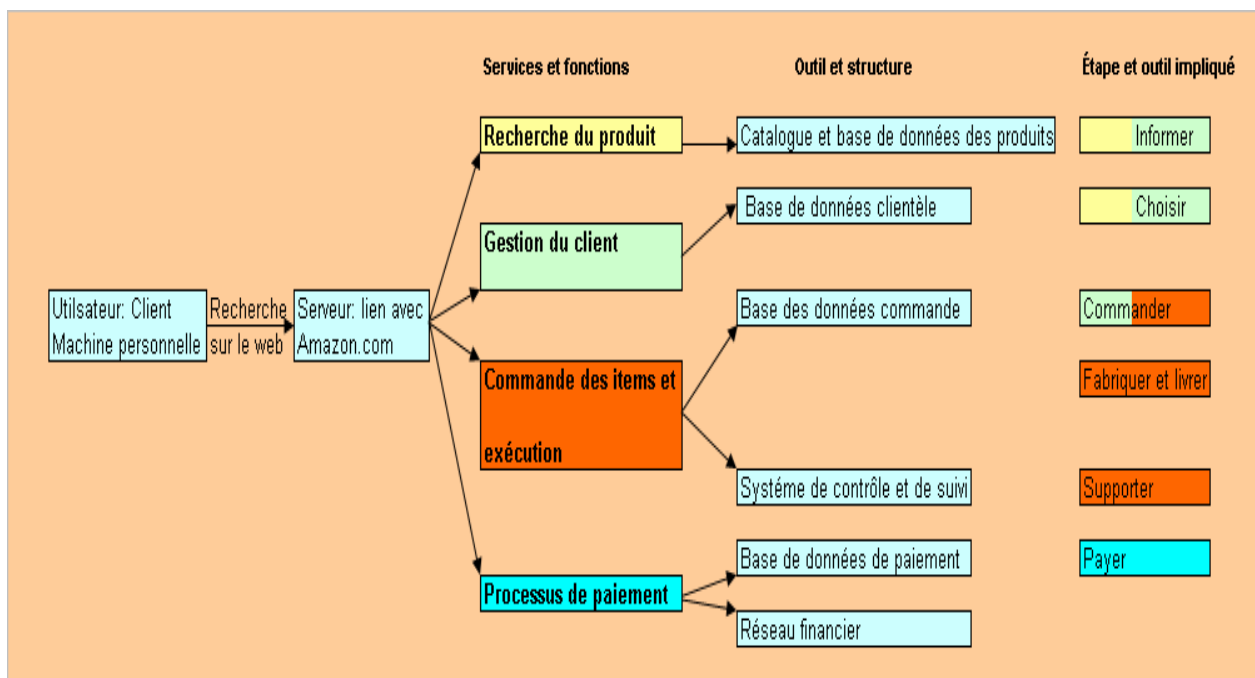 Services et fonctions
Outil et structure
Étape et outil impliqué
Recherche du produit
Catalogue et base de données des produits
Informer
Base de données clientèle
Choisir
Gestion du client
Utilsateur: Client
Machine personnelle
Recherche
sur le web
Serveur: lien avec
Amazon.com
Base des données commande
Commander
Commande des items et
exécution
Fabriquer et livrer
Systéme de contrôle et de suivi
Supporter
Base de données de paiement
Payer
Processus de paiement
Réseau financier